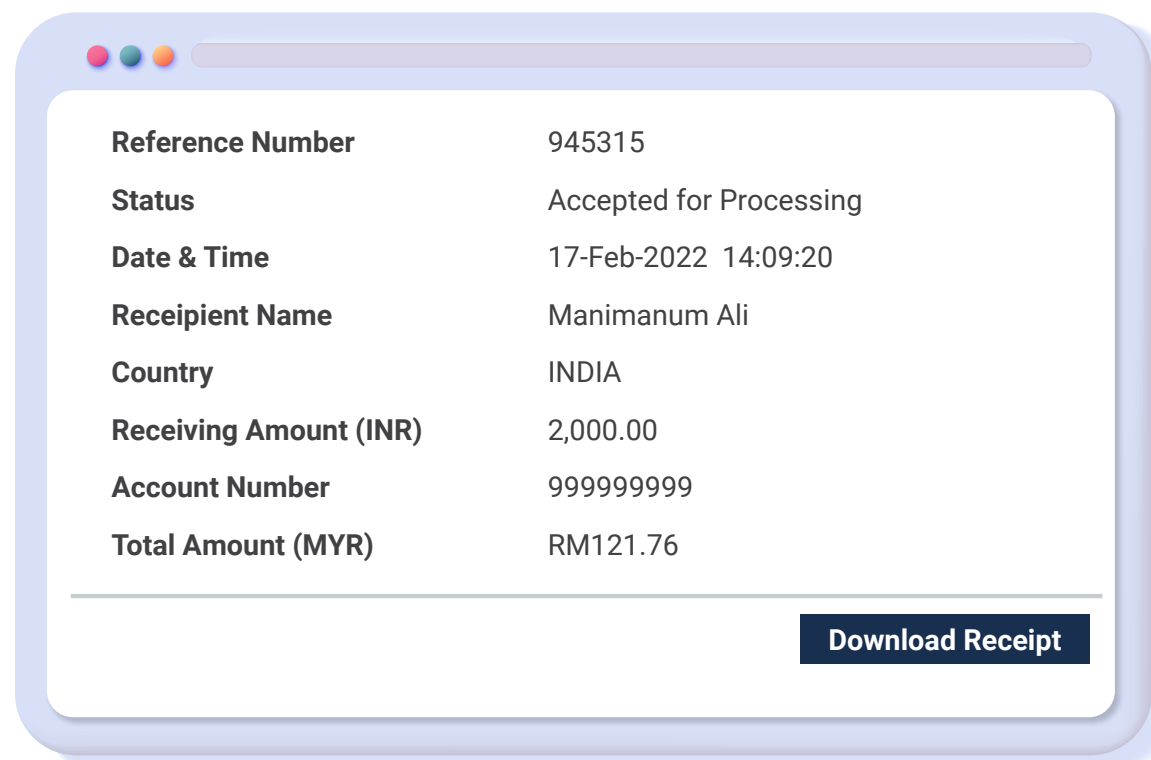 Reference Number 945315
Status Accepted for Processing
Date & Time 17-Feb-2022 14:09:20
Receipient Name Manimanum Ali
Country INDIA
Receiving Amount (INR) 2,000.00
Account Number 999999999
Total Amount (MYR) RM121.76
Download Receipt